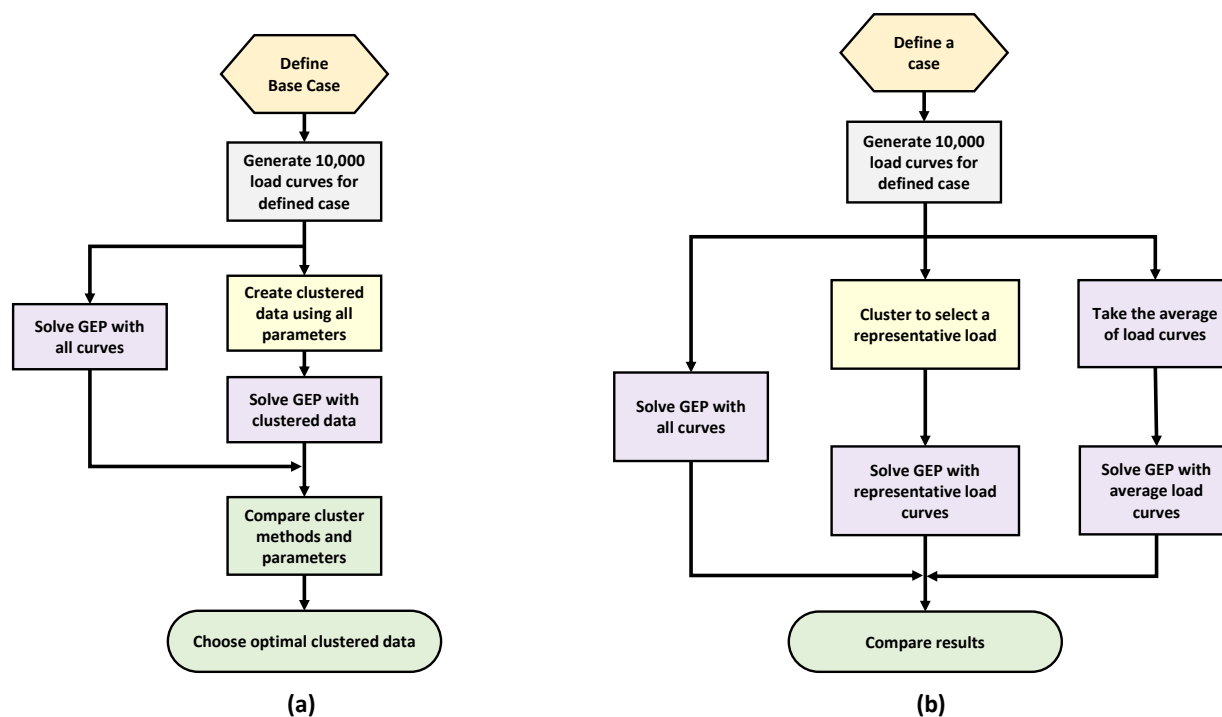 Define
Base Case
Generate 10,000
load curves for
defined case
Solve GEP with
all curves
Create clustered
data using all
parameters
Solve GEP with
clustered data
Compare cluster
methods and
parameters
Choose optimal clustered data
(a)
Define a
case
Generate 10,000
load curves for
defined case
Solve GEP with
all curves
Cluster to select a
representative load
Solve GEP with
representative load
curves
Take the average
of load curves
Solve GEP with
average load
curves
Compare results
(b)